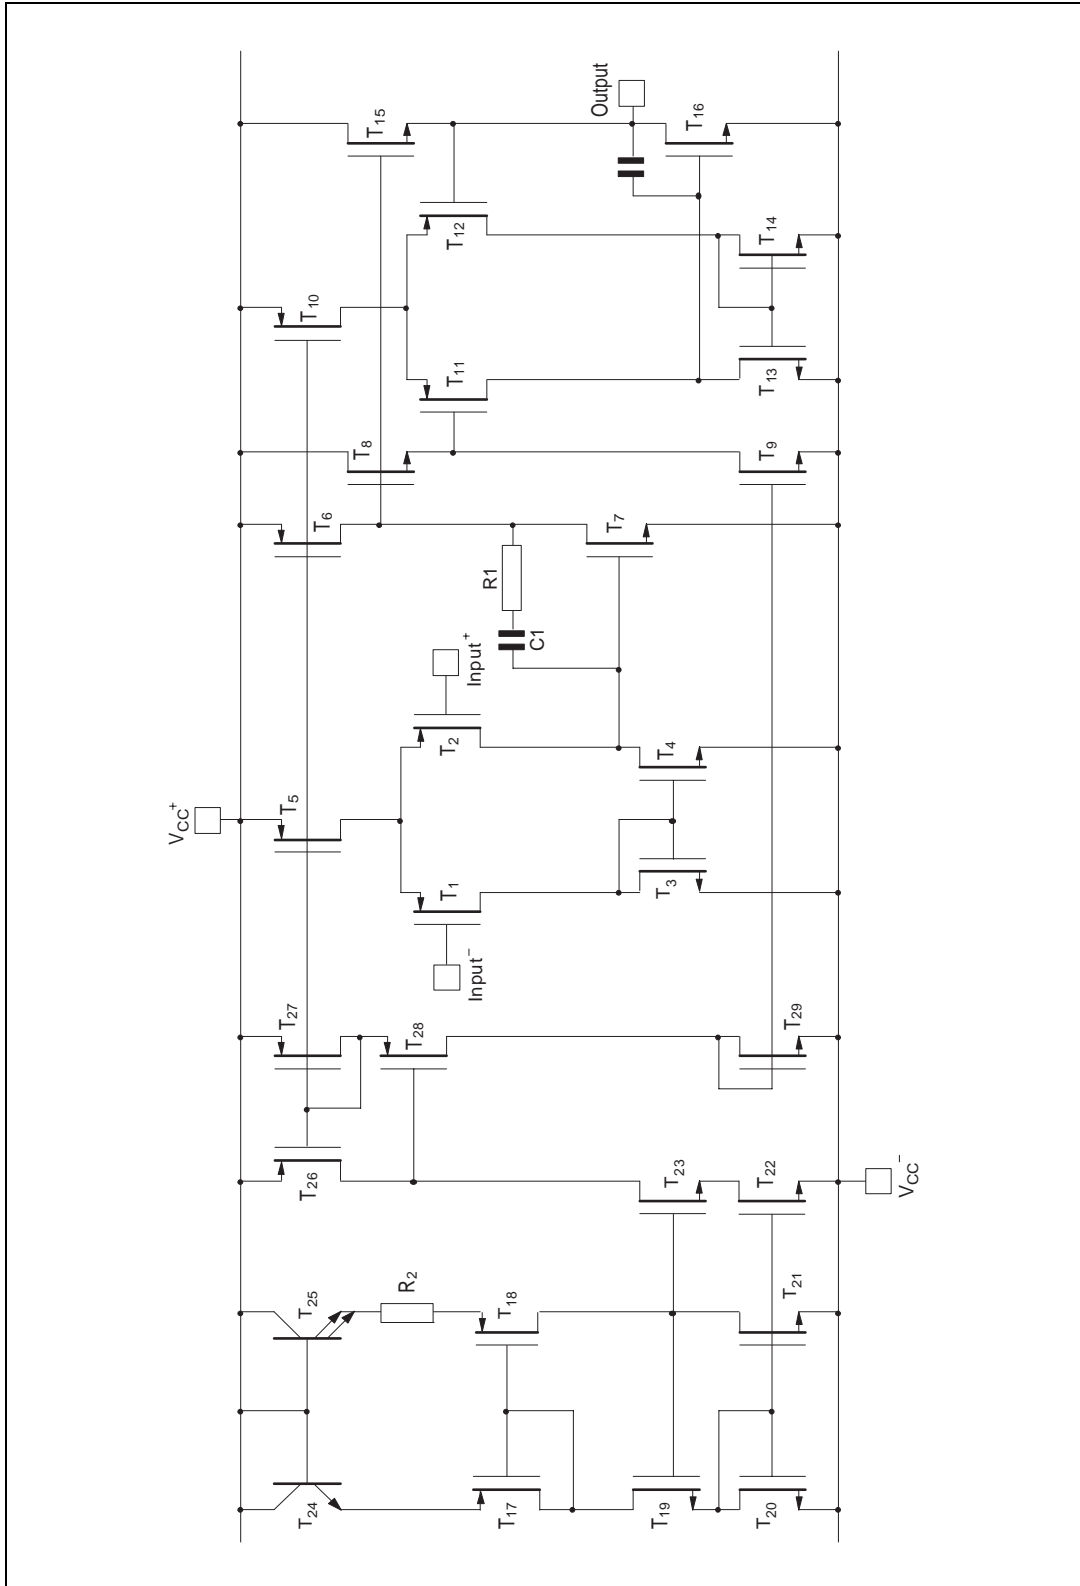 T24
T17
T19
T20
T25
R2
T18
T21
T26
T23
T22
VCC−
T27
T28
T29
Input−
T1
T3
VCC+
T5
T2
T4
Input+
C1
R1
T6
T7
T8
T9
T11
T13
T10
T12
T14
T15
Output
T16